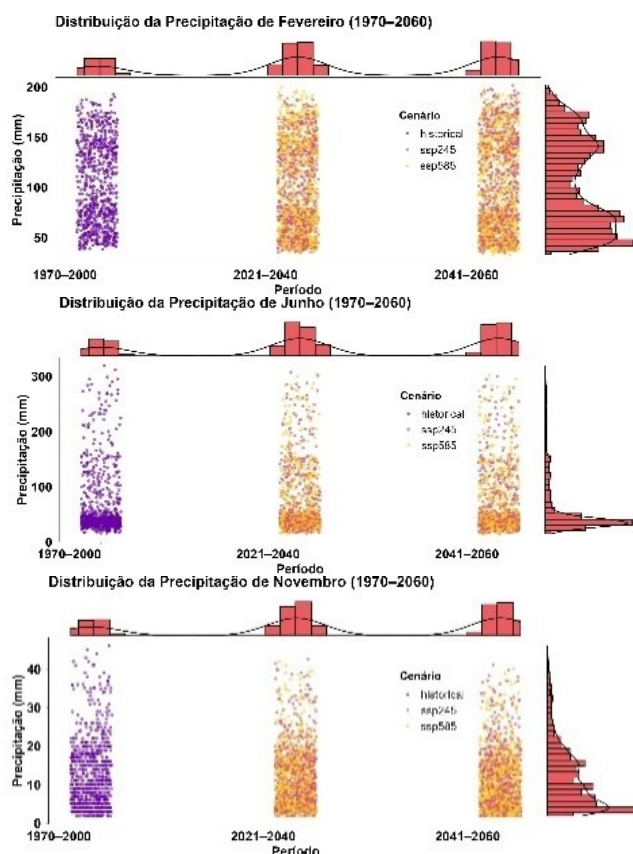 Distribuição da Precipitação de Fevereiro (1970–2060)
200
150
100
50
Precipitação (mm)
Cenário
historical
ssp245
ssp585
1970–2000
2021–2040
2041–2060
Período
Distribuição da Precipitação de Junho (1970–2060)
300
200
100
0
Precipitação (mm)
Cenário
historical
ssp245
ssp585
1970–2000
2021–2040
2041–2060
Período
Distribuição da Precipitação de Novembro (1970–2060)
40
30
20
10
0
Precipitação (mm)
Cenário
historical
ssp245
ssp585
1970–2000
2021–2040
2041–2060